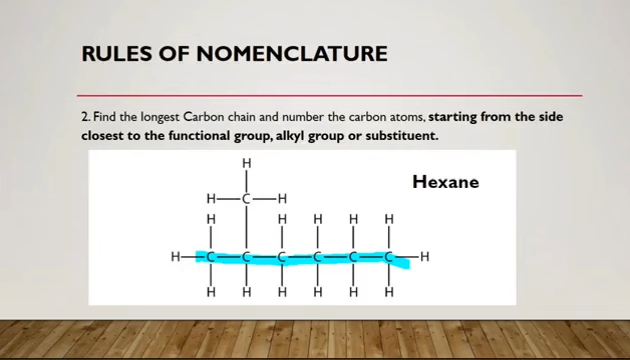 RULES OF NOMENCLATURE
2. Find the longest Carbon chain and number the carbon atoms, starting from the side
closest to the functional group, alkyl group or substituent.
Hexane
H
H C H
H H H H H
H C C C C C C H
H H H H H H